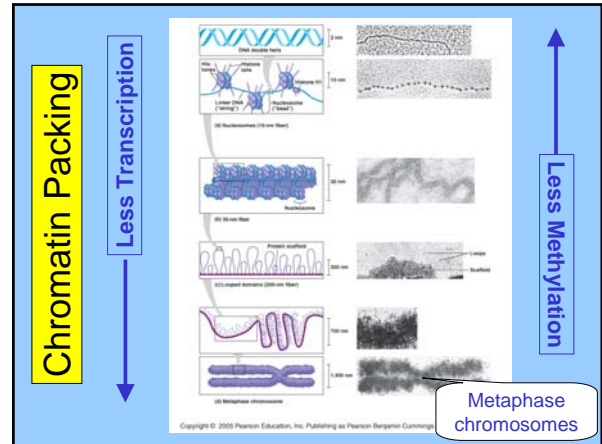 Chromatin Packing
Less Transcription
2 nm
DNA double helix
Histones
Histone tails
Histone H1
10 nm
Linker DNA
("string")
Nucleosome
("bead")
(a) Nucleosomes (10-nm fiber)
30 nm
Nucleosome
(b) 30-nm fiber
Protein scaffold
300 nm
Loops
Scaffold
(c) Looped domains (300-nm fiber)
700 nm
1,400 nm
(d) Metaphase chromosome
Less Methylation
Metaphase
chromosomes
Copyright © 2005 Pearson Education, Inc. Publishing as Pearson Benjamin Cummings.